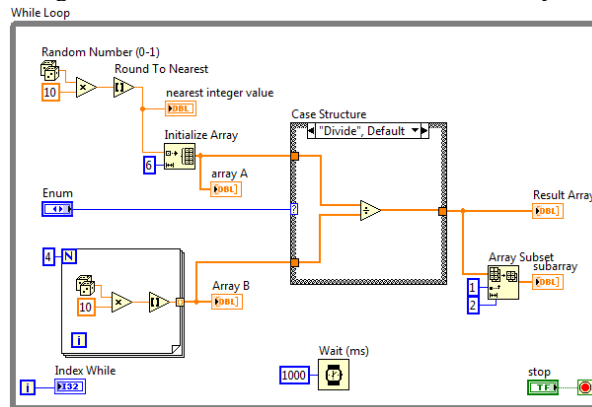 While Loop
Random Number (0-1)
Round To Nearest
10
nearest integer value
DBL
Case Structure
"Divide", Default
Initialize Array
6
array A
[DBL]
Enum
?
Result Array
[DBL]
4 N
Array Subset
subarray
1
[DBL]
2
10
Array B
[DBL]
i
Wait (ms)
1000
Index While
i
I32
stop
TF